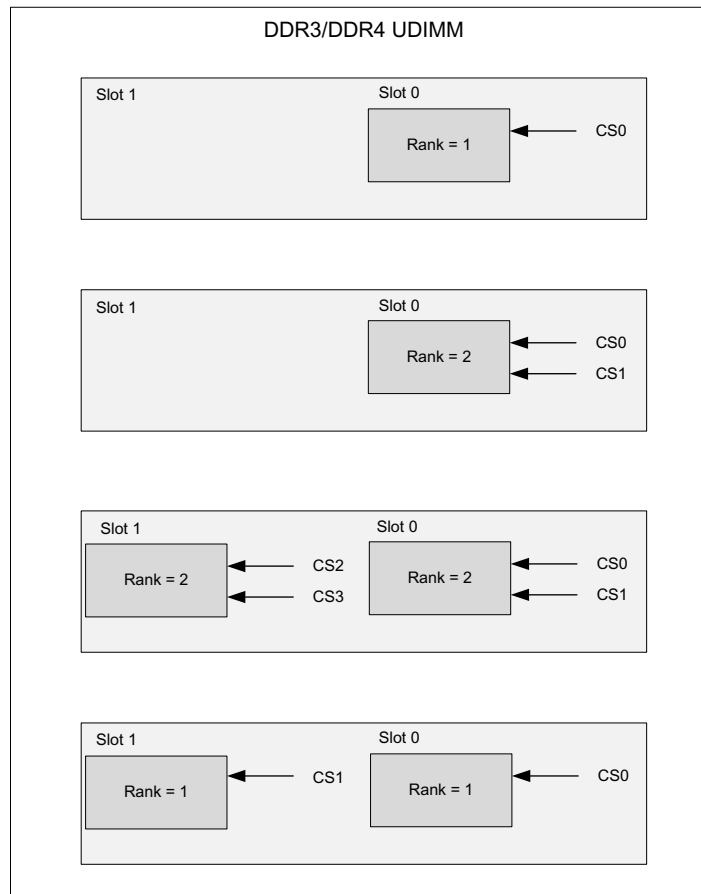 DDR3/DDR4 UDIMM
Slot 1
Slot 0
Rank = 1
CS0
Slot 1
Slot 0
Rank = 2
CS0
CS1
Slot 1
Slot 0
Rank = 2
CS2
CS3
Rank = 2
CS0
CS1
Slot 1
Slot 0
Rank = 1
CS1
Rank = 1
CS0